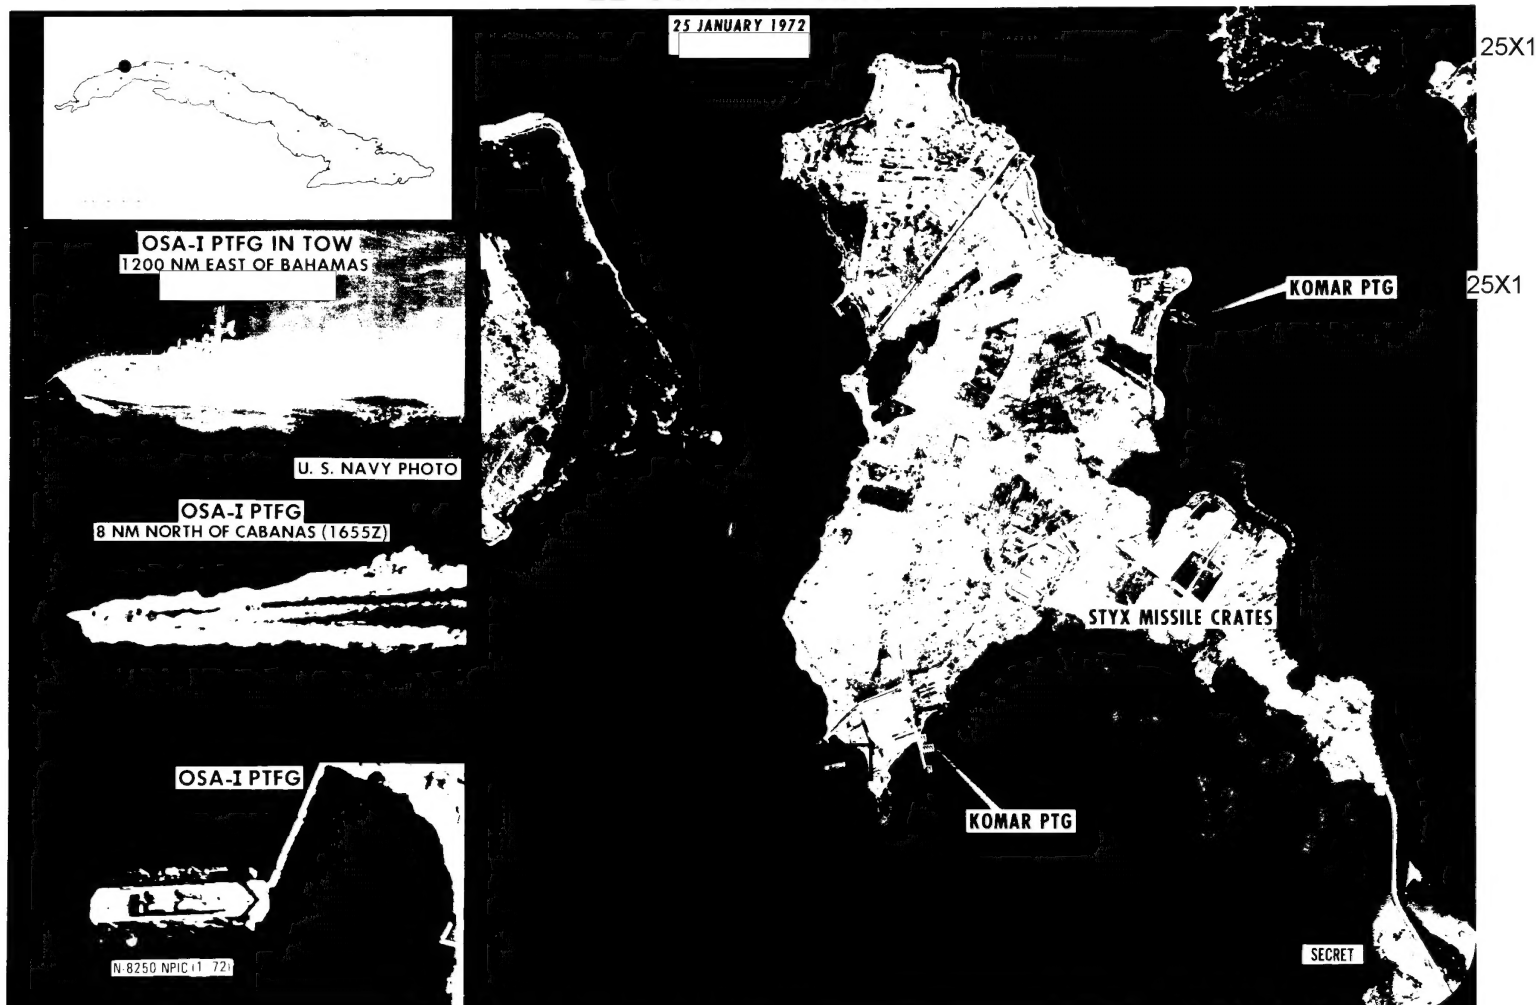 25 JANUARY 1972
25X1
OSA-I PTFG IN TOW
1200 NM EAST OF BAHAMAS
KOMAR PTG
25X1
U. S. NAVY PHOTO
OSA-I PTFG
8 NM NORTH OF CABANAS (1655Z)
STYX MISSILE CRATES
OSA-I PTFG
KOMAR PTG
N-8250 NPIC (1 72)
SECRET